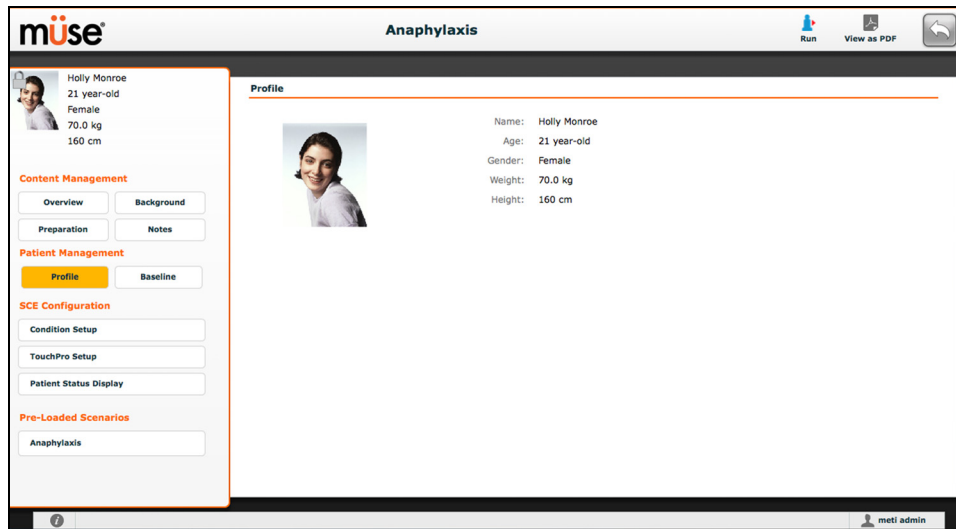 müse®
Anaphylaxis
Run
View as PDF
Holly Monroe
21 year-old
Female
70.0 kg
160 cm
Content Management
Overview Background
Preparation Notes
Patient Management
Profile Baseline
SCE Configuration
Condition Setup
TouchPro Setup
Patient Status Display
Pre-Loaded Scenarios
Anaphylaxis
Profile
Name: Holly Monroe
Age: 21 year-old
Gender: Female
Weight: 70.0 kg
Height: 160 cm
i
meti admin